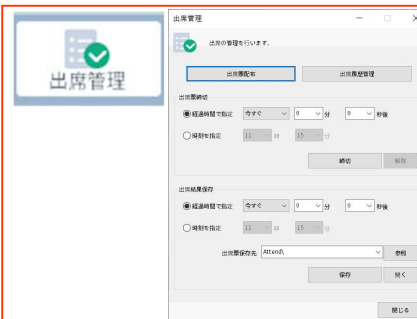 出席管理
出席管理
出席の管理を行います。
出席票配布 出席履歴管理
出席票締切
経過時間で指定 今すぐ 0 分 0 秒後
時刻を指定 11 時 15 分
締切 解除
出席結果保存
経過時間で指定 今すぐ 0 分 0 秒後
時刻を指定 11 時 15 分
出席票保存先 Attend\ 参照
保存 開く
閉じる